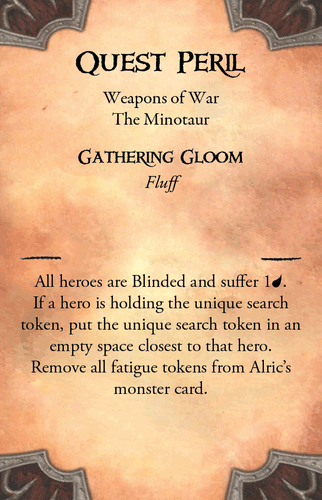 Quest Peril
Weapons of War
The Minotaur
Gathering Gloom
Fluff
All heroes are Blinded and suffer 1.
If a hero is holding the unique search
token, put the unique search token in an
empty space closest to that hero.
Remove all fatigue tokens from Alric's
monster card.